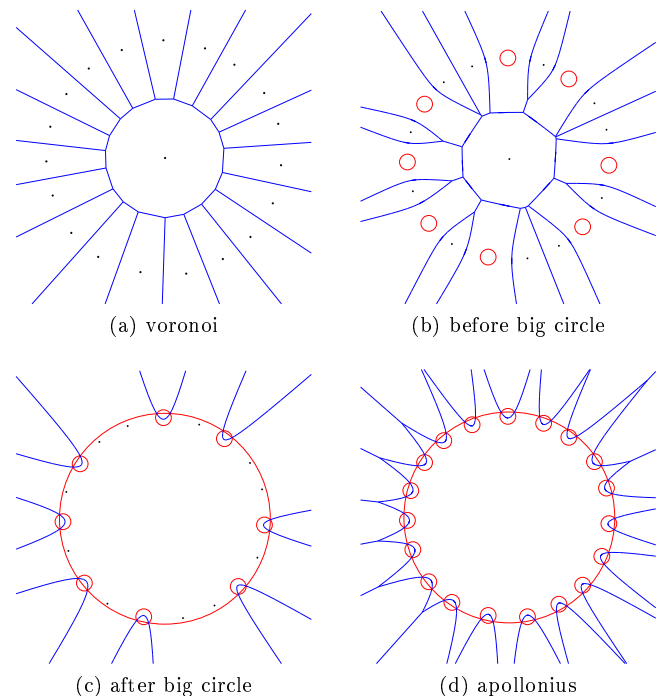 (a) voronoi
(b) before big circle
(c) after big circle
(d) apollonius